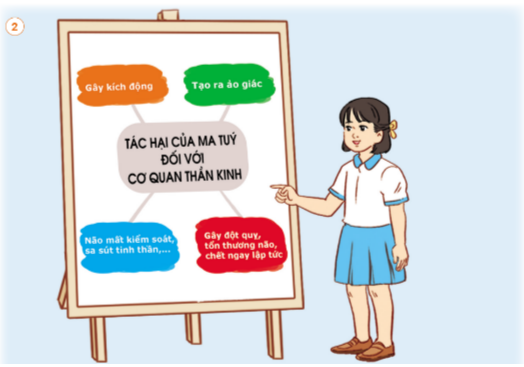 2
Gây kích động
Tạo ra ảo giác
TÁC HẠI CỦA MA TUÝ
ĐỐI VỚI
CƠ QUAN THẦN KINH
Não mất kiểm soát,
sa sút tinh thần,...
Gây đột quỵ,
tổn thương não,
chết ngay lập tức